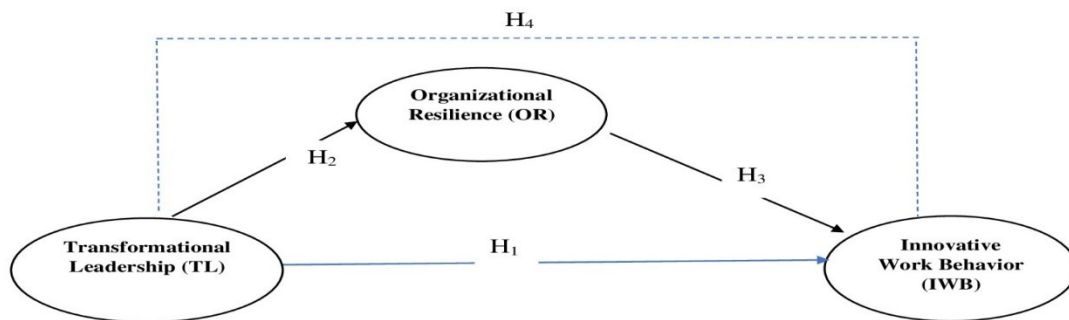 H₄
Organizational
Resilience (OR)
H₂
H₃
Transformational
Leadership (TL)
H₁
Innovative
Work Behavior
(IWB)